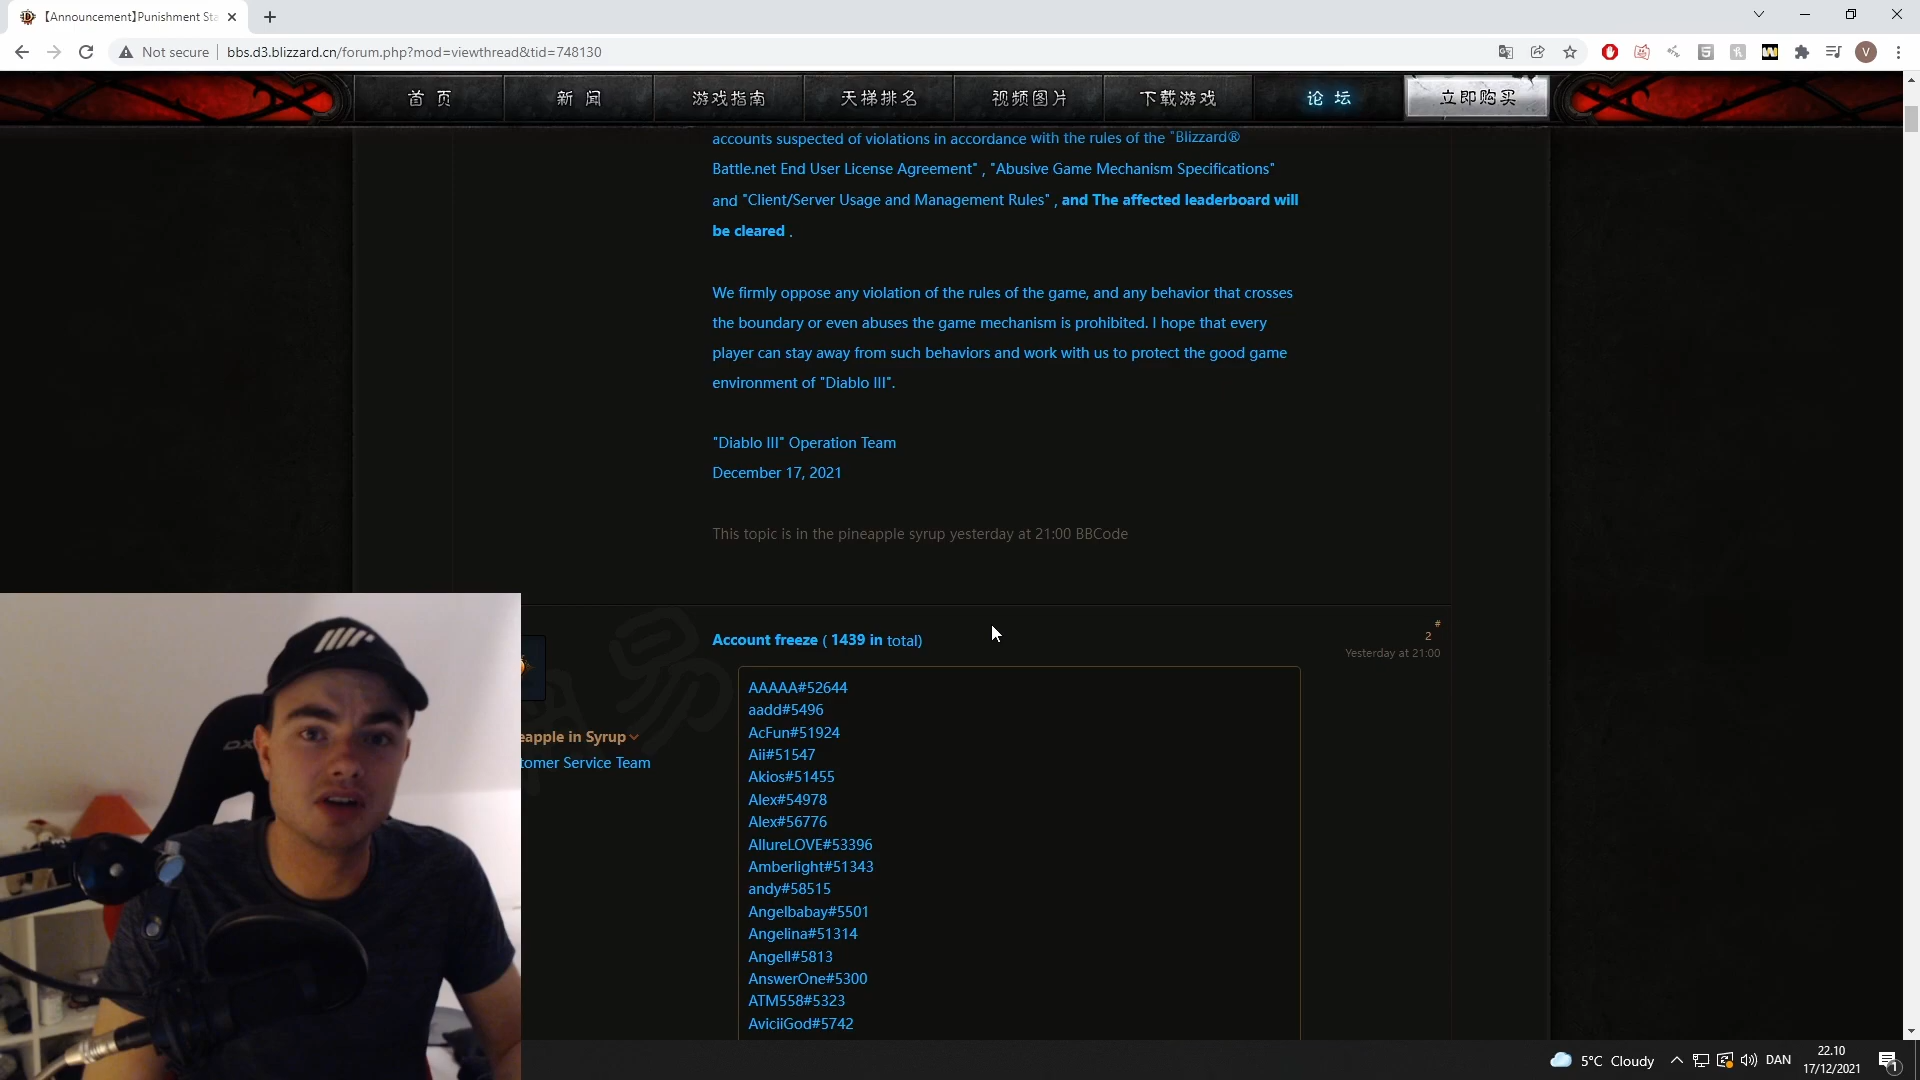 【Announcement】Punishment Sta
Not secure
bbs.d3.blizzard.cn/forum.php?mod=viewthread&tid=748130
V
首 页
新 闻
游戏指南
天梯排名
视频图片
下载游戏
论 坛
立即购买
accounts suspected of violations in accordance with the rules of the "Blizzard®
Battle.net End User License Agreement" , "Abusive Game Mechanism Specifications"
and "Client/Server Usage and Management Rules" , and The affected leaderboard will
be cleared .
We firmly oppose any violation of the rules of the game, and any behavior that crosses
the boundary or even abuses the game mechanism is prohibited. I hope that every
player can stay away from such behaviors and work with us to protect the good game
environment of "Diablo III".
"Diablo III" Operation Team
December 17, 2021
This topic is in the pineapple syrup yesterday at 21:00 BBCode
#
2
Yesterday at 21:00
Account freeze ( 1439 in total)
eapple in Syrup
tomer Service Team
AAAAA#52644
aadd#5496
AcFun#51924
Aii#51547
Akios#51455
Alex#54978
Alex#56776
AllureLOVE#53396
Amberlight#51343
andy#58515
Angelbabay#5501
Angelina#51314
Angell#5813
AnswerOne#5300
ATM558#5323
AviciiGod#5742
5°C Cloudy
DAN
22.10
17/12/2021
1